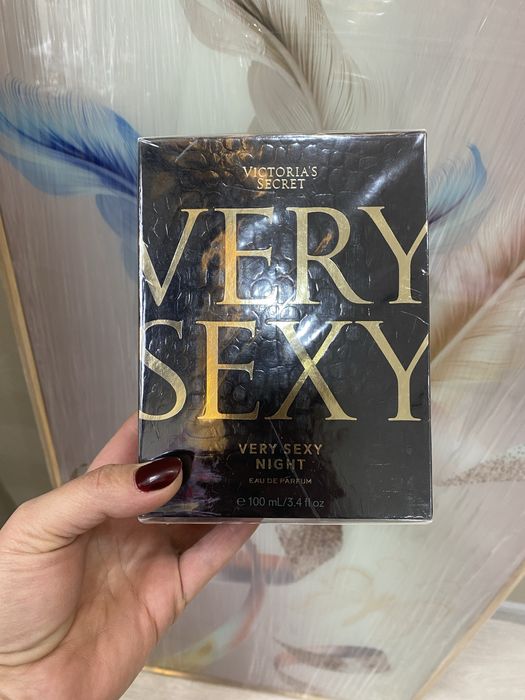 VICTORIA'S
SECRET
VERY
SEXY
VERY SEXY
NIGHT
EAU DE PARFUM
℮ 100 mL/3.4 fl oz